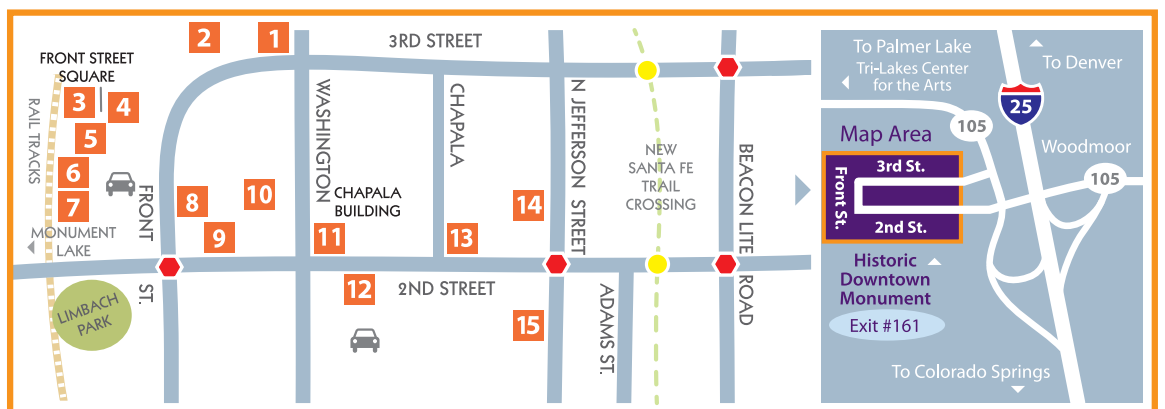 2
1
3RD STREET
FRONT STREET
SQUARE
3
4
5
6
7
RAIL TRACKS
FRONT ST.
8
10
9
WASHINGTON
CHAPALA
CHAPALA
BUILDING
11
13
14
N JEFFERSON STREET
NEW
SANTA FE
TRAIL
CROSSING
BEACON LITE ROAD
MONUMENT
LAKE
LIMBACH
PARK
12
2ND STREET
15
ADAMS ST.
To Palmer Lake
Tri-Lakes Center
for the Arts
To Denver
25
105
Map Area
Woodmoor
105
3rd St.
Front St.
2nd St.
Historic
Downtown
Monument
Exit #161
To Colorado Springs